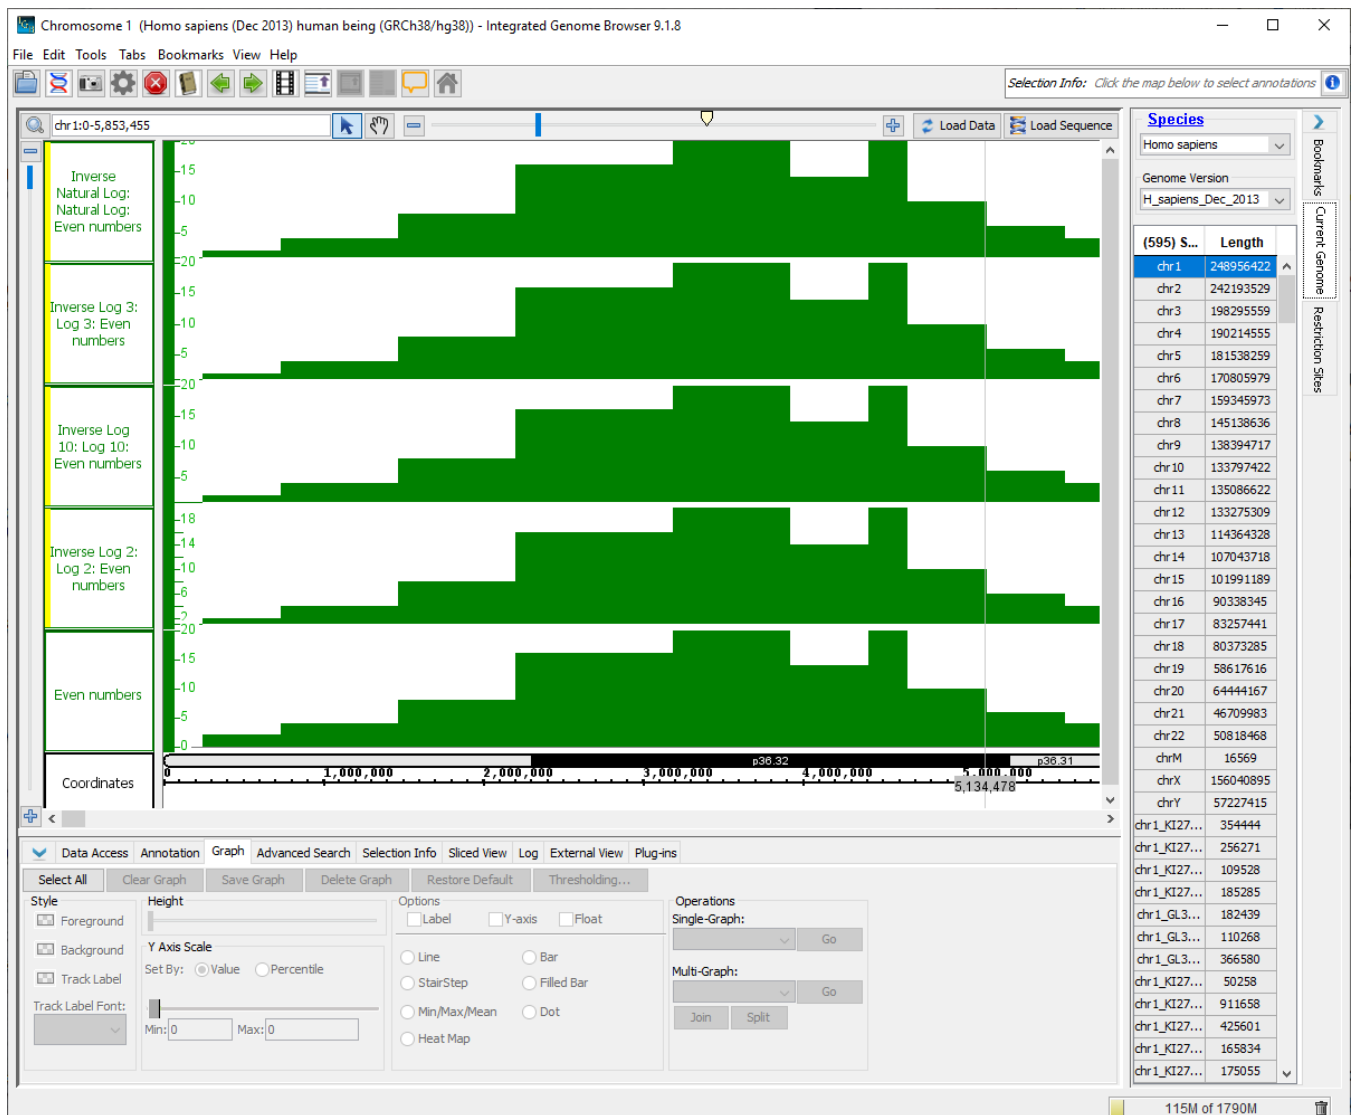 Chromosome 1  (Homo sapiens (Dec 2013) human being (GRCh38/hg38)) - Integrated Genome Browser 9.1.8
File Edit Tools Tabs Bookmarks View Help
Selection Info: Click the map below to select annotations
chr1:0-5,853,455
Load Data
Load Sequence
Inverse
Natural Log:
Natural Log:
Even numbers
20
15
10
5
Inverse Log 3:
Log 3: Even
numbers
20
15
10
5
Inverse Log
10: Log 10:
Even numbers
20
15
10
5
Inverse Log 2:
Log 2: Even
numbers
18
14
10
6
2
Even numbers
20
15
10
5
0
Coordinates
p36.32
p36.31
0 1,000,000 2,000,000 3,000,000 4,000,000 5,000,000
5,134,478
Species
Homo sapiens
Genome Version
H_sapiens_Dec_2013
(595) S... Length
chr1 248956422
chr2 242193529
chr3 198295559
chr4 190214555
chr5 181538259
chr6 170805979
chr7 159345973
chr8 145138636
chr9 138394717
chr10 133797422
chr11 135086622
chr12 133275309
chr13 114364328
chr14 107043718
chr15 101991189
chr16 90338345
chr17 83257441
chr18 80373285
chr19 58617616
chr20 64444167
chr21 46709983
chr22 50818468
chrM 16569
chrX 156040895
chrY 57227415
chr1_KI27... 354444
chr1_KI27... 256271
chr1_KI27... 109528
chr1_KI27... 185285
chr1_GL3... 182439
chr1_GL3... 110268
chr1_GL3... 366580
chr1_KI27... 50258
chr1_KI27... 911658
chr1_KI27... 425601
chr1_KI27... 165834
chr1_KI27... 175055
Bookmarks
Current Genome
Restriction Sites
Data Access Annotation Graph Advanced Search Selection Info Sliced View Log External View Plug-ins
Select All Clear Graph Save Graph Delete Graph Restore Default Thresholding...
Style
Foreground
Background
Track Label
Track Label Font:
Height
Y Axis Scale
Set By: Value Percentile
Min: 0 Max: 0
Options
Label Y-axis Float
Line Bar
StairStep Filled Bar
Min/Max/Mean Dot
Heat Map
Operations
Single-Graph:
Go
Multi-Graph:
Go
Join Split
115M of 1790M